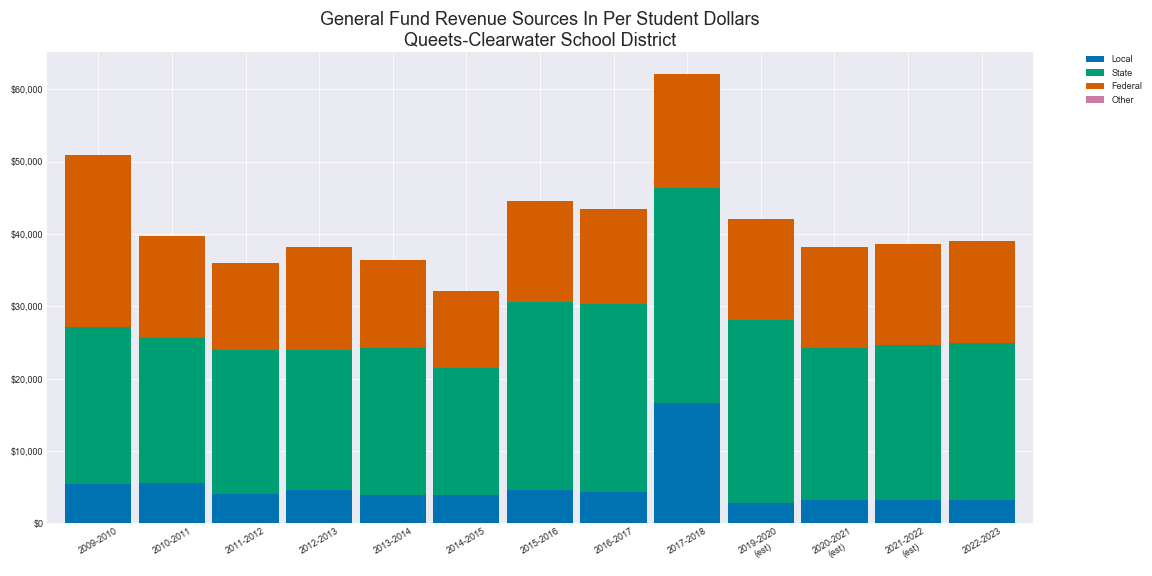 General Fund Revenue Sources In Per Student Dollars
Queets-Clearwater School District
Local
State
Federal
Other
$60,000
$50,000
$40,000
$30,000
$20,000
$10,000
$0
2009-2010
2010-2011
2011-2012
2012-2013
2013-2014
2014-2015
2015-2016
2016-2017
2017-2018
2019-2020
(est)
2020-2021
(est)
2021-2022
(est)
2022-2023